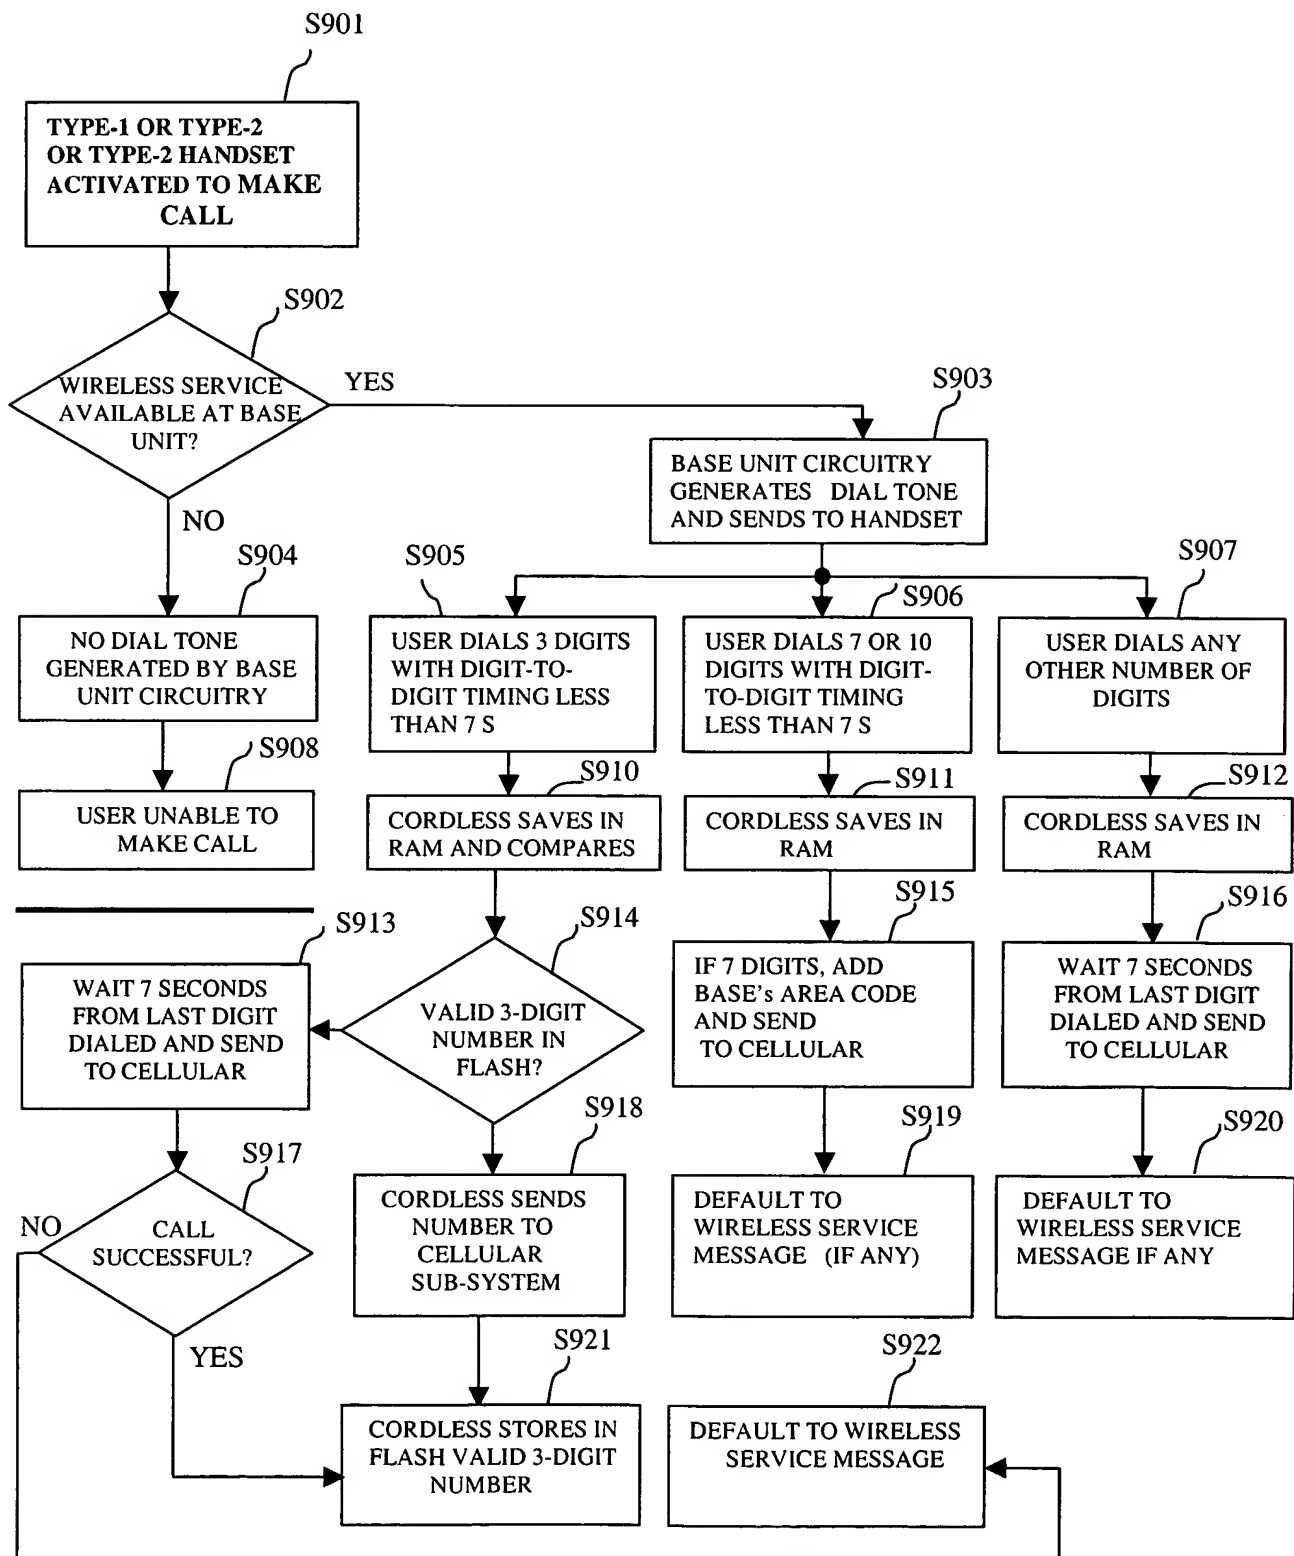 S901
TYPE-1 OR TYPE-2
OR TYPE-2 HANDSET
ACTIVATED TO MAKE
CALL
S902
WIRELESS SERVICE
AVAILABLE AT BASE
UNIT?
YES
NO
S903
BASE UNIT CIRCUITRY
GENERATES DIAL TONE
AND SENDS TO HANDSET
S904
NO DIAL TONE
GENERATED BY BASE
UNIT CIRCUITRY
S905
USER DIALS 3 DIGITS
WITH DIGIT-TO-
DIGIT TIMING LESS
THAN 7 S
S906
USER DIALS 7 OR 10
DIGITS WITH DIGIT-
TO-DIGIT TIMING
LESS THAN 7 S
S907
USER DIALS ANY
OTHER NUMBER OF
DIGITS
S908
USER UNABLE TO
MAKE CALL
S910
CORDLESS SAVES IN
RAM AND COMPARES
S911
CORDLESS SAVES IN
RAM
S912
CORDLESS SAVES IN
RAM
S913
WAIT 7 SECONDS
FROM LAST DIGIT
DIALED AND SEND
TO CELLULAR
S914
VALID 3-DIGIT
NUMBER IN
FLASH?
S915
IF 7 DIGITS, ADD
BASE's AREA CODE
AND SEND
TO CELLULAR
S916
WAIT 7 SECONDS
FROM LAST DIGIT
DIALED AND SEND
TO CELLULAR
S917
CALL
SUCCESSFUL?
NO
YES
S918
CORDLESS SENDS
NUMBER TO
CELLULAR
SUB-SYSTEM
S919
DEFAULT TO
WIRELESS SERVICE
MESSAGE (IF ANY)
S920
DEFAULT TO
WIRELESS SERVICE
MESSAGE IF ANY
S921
CORDLESS STORES IN
FLASH VALID 3-DIGIT
NUMBER
S922
DEFAULT TO WIRELESS
SERVICE MESSAGE